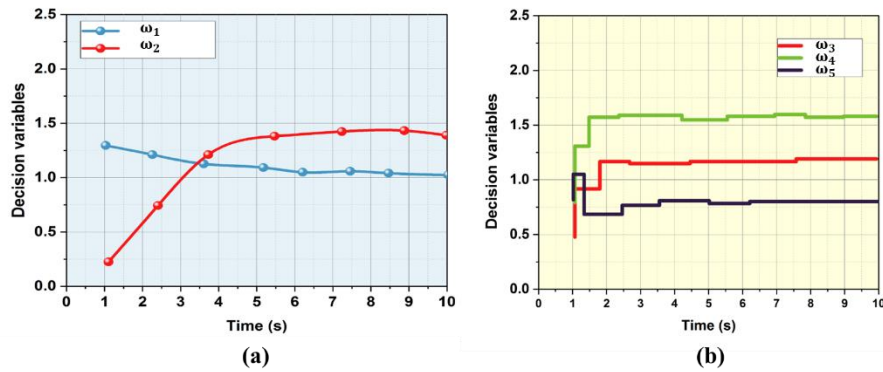 2.5
2.0
1.5
1.0
0.5
0.0
Decision variables
ω1
ω2
0 1 2 3 4 5 6 7 8 9 10
Time (s)
(a)
2.5
2.0
1.5
1.0
0.5
0.0
Decision variables
ω3
ω4
ω5
0 1 2 3 4 5 6 7 8 9 10
Time (s)
(b)